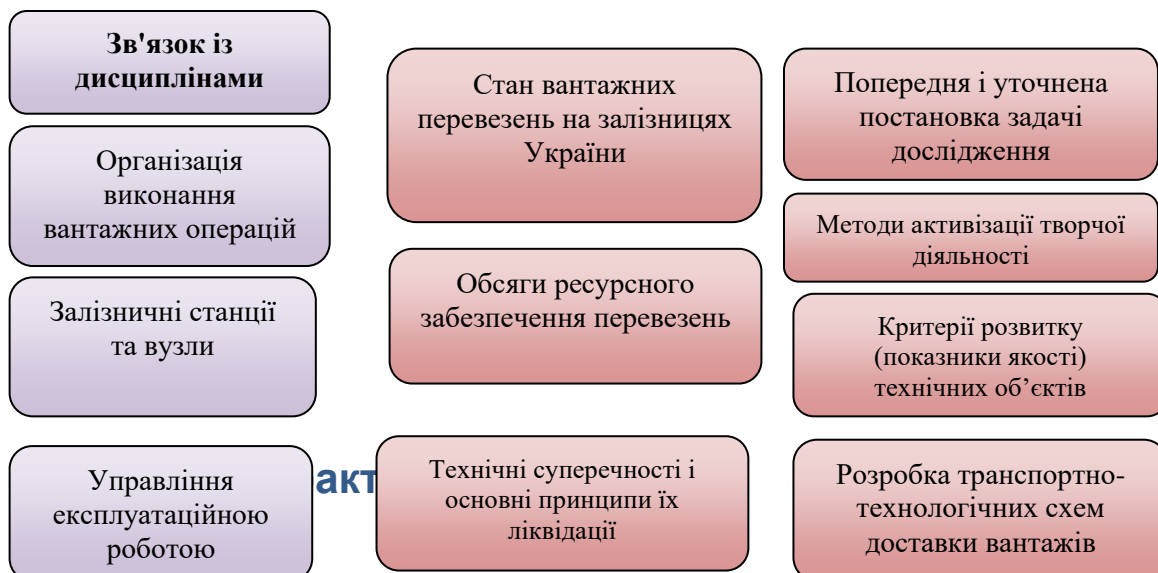 Зв'язок із
дисциплінами
Організація
виконання
вантажних операцій
Залізничні станції
та вузли
Управління
експлуатаційною
роботою
Стан вантажних
перевезень на залізницях
України
Обсяги ресурсного
забезпечення перевезень
акт
Технічні суперечності і
основні принципи їх
ліквідації
Попередня і уточнена
постановка задачі
дослідження
Методи активізації творчої
діяльності
Критерії розвитку
(показники якості)
технічних об’єктів
Розробка транспортно-
технологічних схем
доставки вантажів